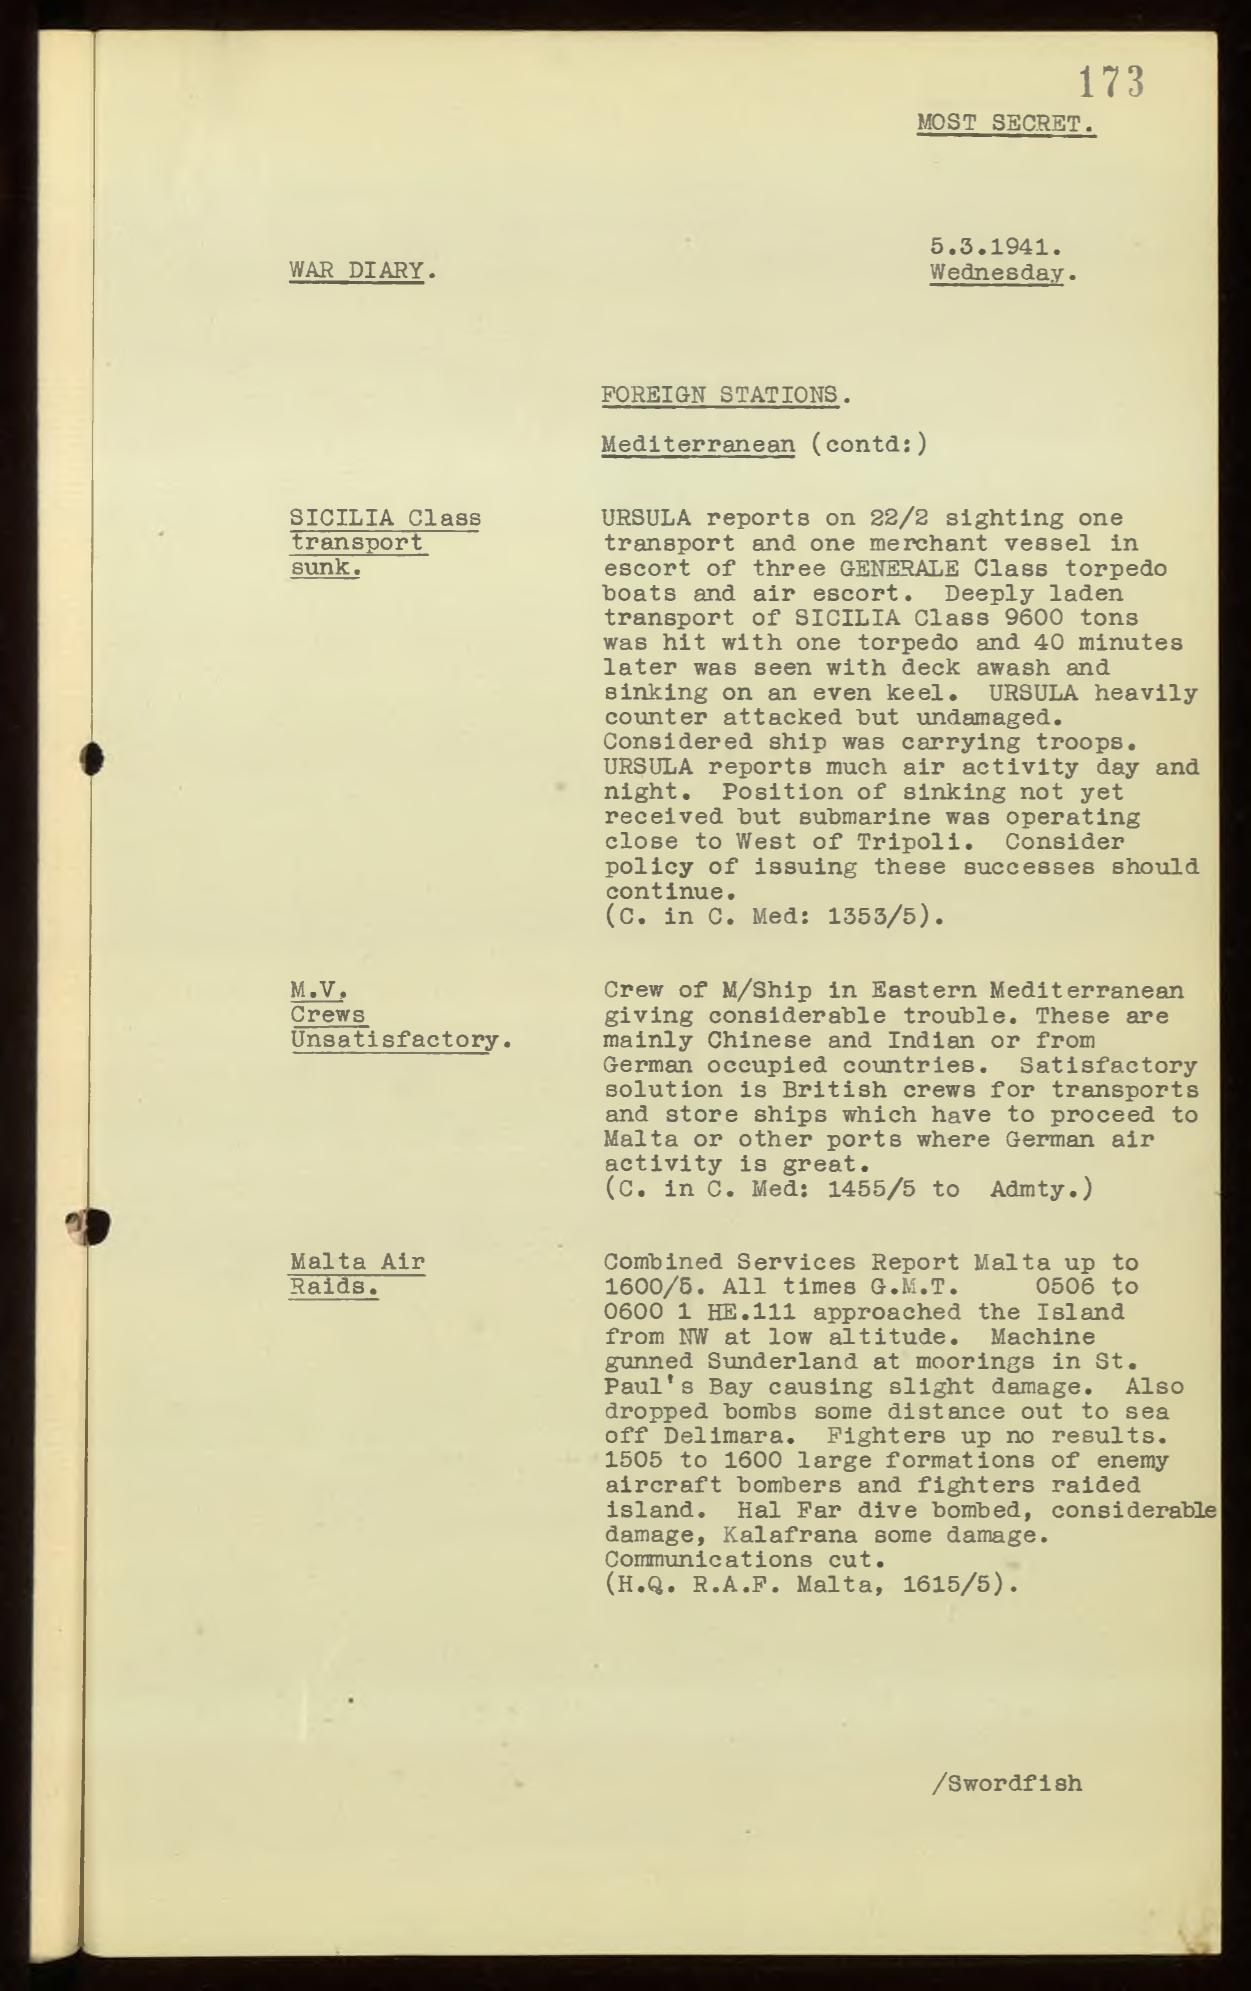 173
MOST SECRET.
5.3.1941.
WAR DIARY.
Wednesday.
FOREIGN STATIONS.
Mediterranean (contd:)
SICILIA Class
transport
sunk.
URSULA reports on 22/2 sighting one
transport and one merchant vessel in
escort of three GENERALE Class torpedo
boats and air escort. Deeply laden
transport of SICILIA Class 9600 tons
was hit with one torpedo and 40 minutes
later was seen with deck awash and
sinking on an even keel. URSULA heavily
counter attacked but undamaged.
Considered ship was carrying troops.
URSULA reports much air activity day and
night. Position of sinking not yet
received but submarine was operating
close to West of Tripoli. Consider
policy of issuing these successes should
continue.
(C. in C. Med: 1353/5).
M.V.
Crews
Unsatisfactory.
Crew of M/Ship in Eastern Mediterranean
giving considerable trouble. These are
mainly Chinese and Indian or from
German occupied countries. Satisfactory
solution is British crews for transports
and store ships which have to proceed to
Malta or other ports where German air
activity is great.
(C. in C. Med: 1455/5 to Admty.)
Malta Air
Raids.
Combined Services Report Malta up to
1600/5. All times G.M.T. 0506 to
0600 1 HE.111 approached the Island
from NW at low altitude. Machine
gunned Sunderland at moorings in St.
Paul's Bay causing slight damage. Also
dropped bombs some distance out to sea
off Delimara. Fighters up no results.
1505 to 1600 large formations of enemy
aircraft bombers and fighters raided
island. Hal Far dive bombed, considerable
damage, Kalafrana some damage.
Communications cut.
(H.Q. R.A.F. Malta, 1615/5).
/Swordfish